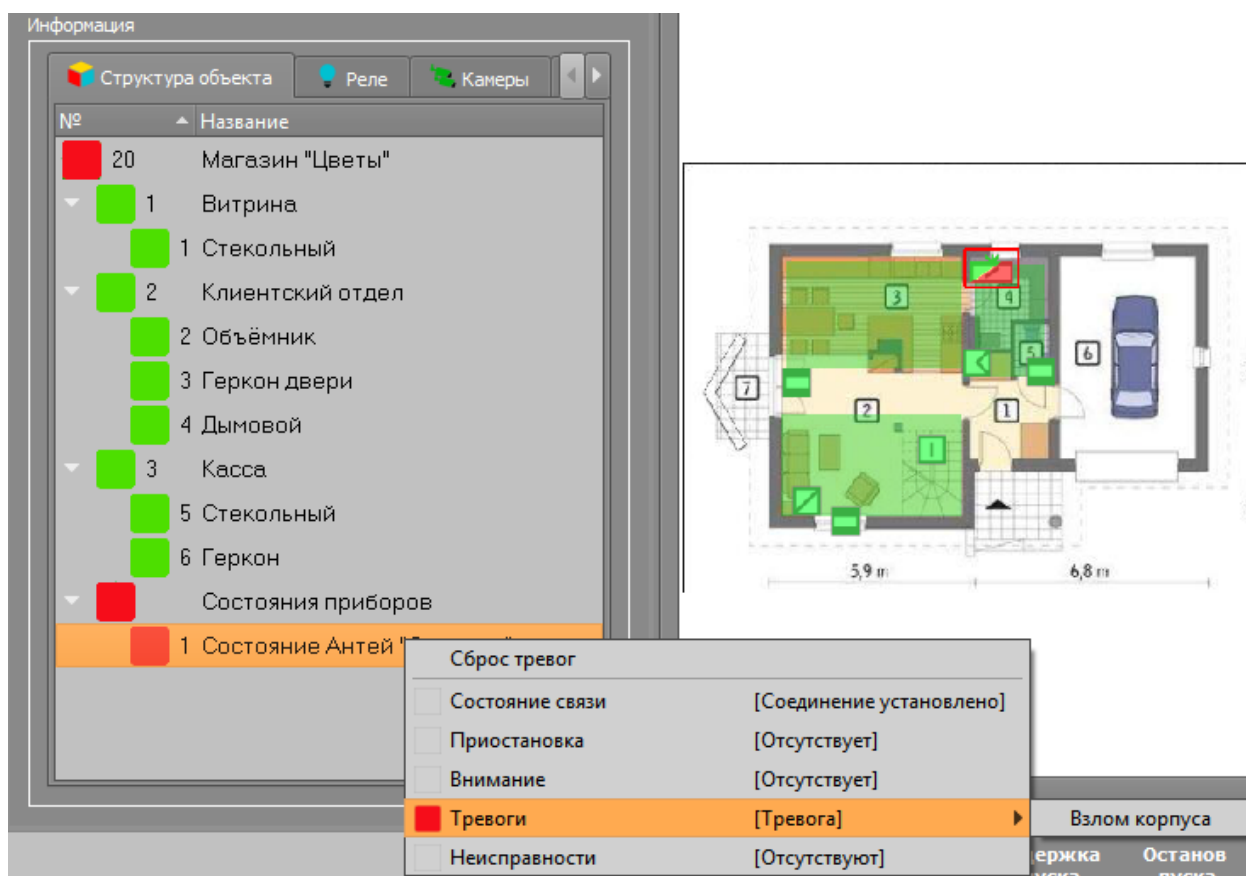 Информация
Структура объекта Реле Камеры
№ Название
20 Магазин "Цветы"
1 Витрина
1 Стекольный
2 Клиентский отдел
2 Объёмник
3 Геркон двери
4 Дымовой
3 Касса
5 Стекольный
6 Геркон
Состояния приборов
1 Состояние Антей "
Сброс тревог
Состояние связи [Соединение установлено]
Приостановка [Отсутствует]
Внимание [Отсутствует]
Тревоги [Тревога]
Взлом корпуса
Неисправности [Отсутствуют]
Останов
3
4
5
6
7
2
1
5,9 m
6,8 m